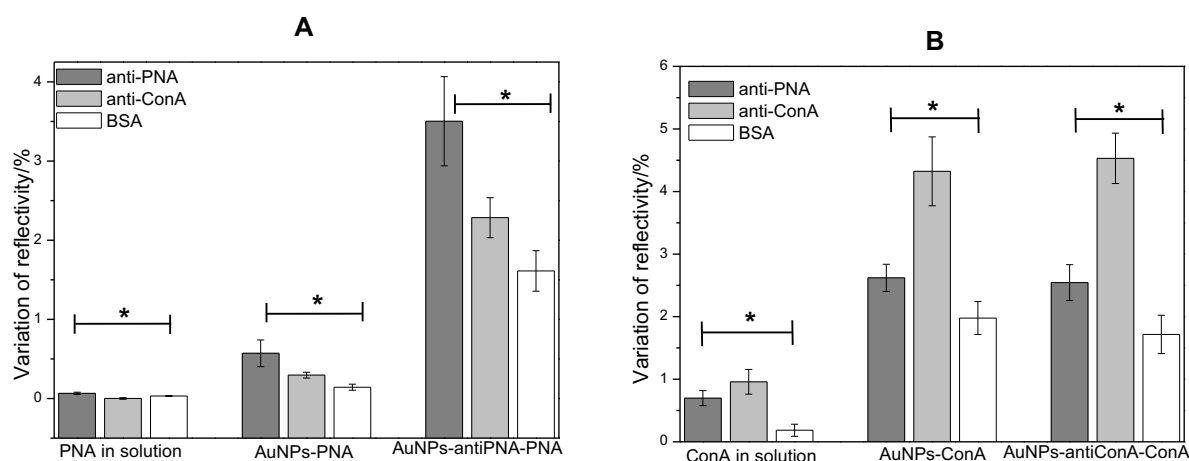 A
Variation of reflectivity/%
4
3
2
1
0
anti-PNA
anti-ConA
BSA
*
*
*
PNA in solution
AuNPs-PNA
AuNPs-antiPNA-PNA
B
Variation of reflectivity/%
6
5
4
3
2
1
0
anti-PNA
anti-ConA
BSA
*
*
*
ConA in solution
AuNPs-ConA
AuNPs-antiConA-ConA